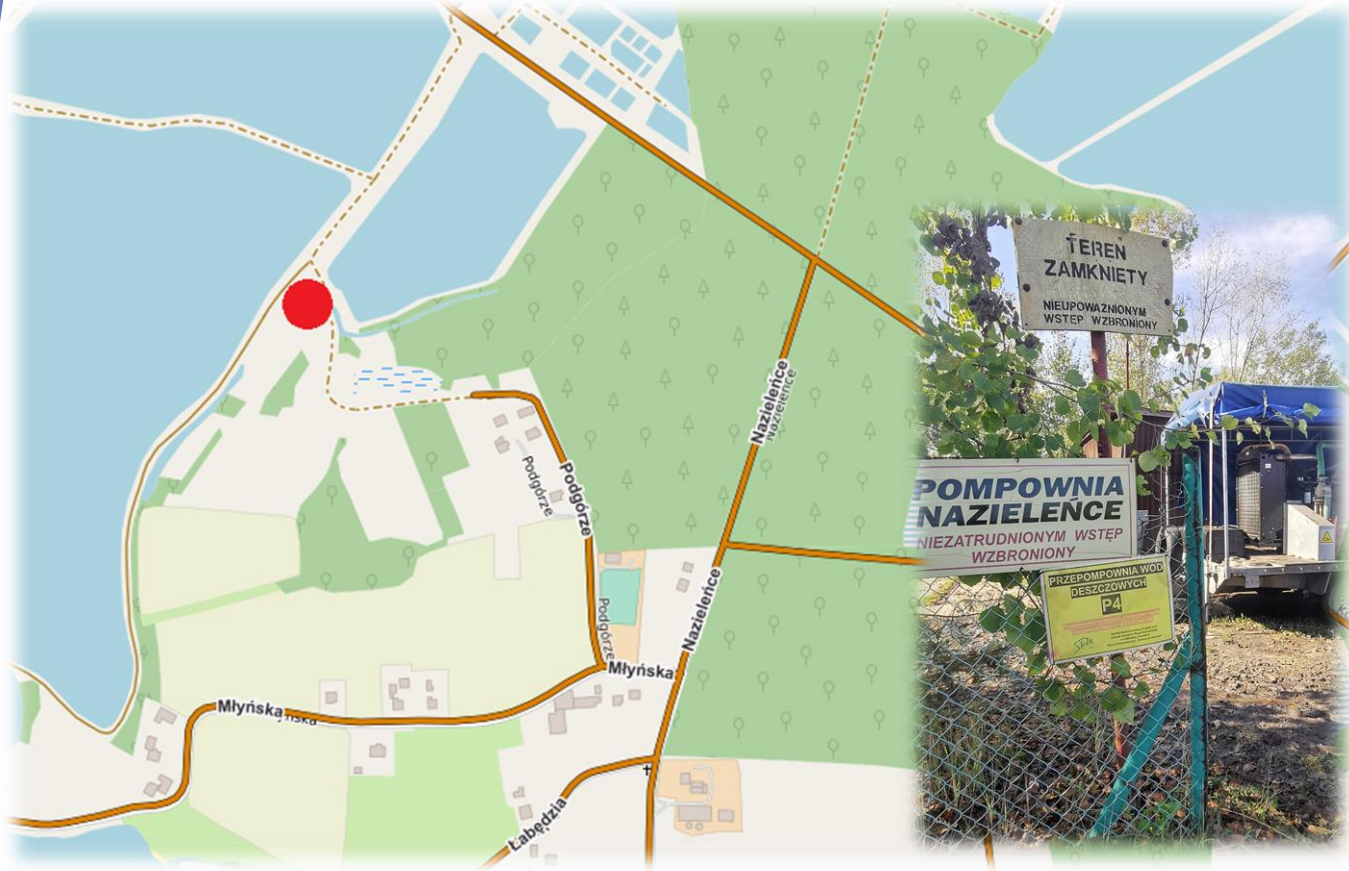 Nazieleńce
Nazieleńce
Podgórze
Podgórze
Nazieleńce
Podgórze
Młyńska
Młyńska
Łabędzia
TEREN
ZAMKNIĘTY
NIEUPOWAŻNIONYM
WSTĘP WZBRONIONY
POMPOWNIA
NAZIELEŃCE
NIEZATRUDNIONYM WSTĘP
WZBRONIONY
PRZEPOMPOWNIA WÓD
DESZCZOWYCH
P4